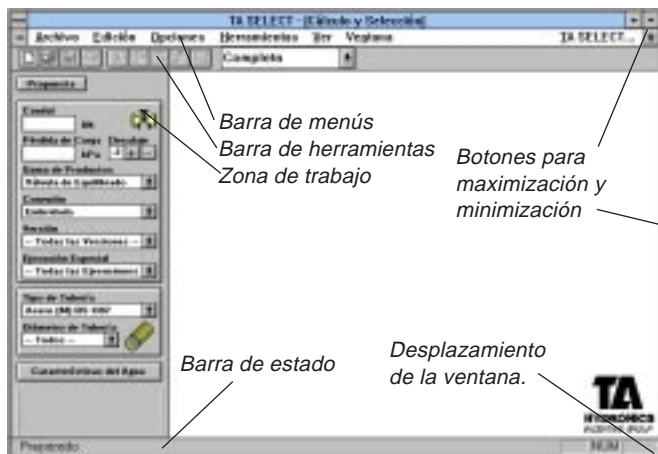 TA SELECT - [Cálculo y Selección]
Archivo Edición Opciones Herramientas Ver Ventana TA SELECT...
Completa
Propuesta
Caudal
Pérdida de Carga Decalaje
kPa
Gama de Productos
Válvula de Equilibrado
Conexión
Embridada
Versión
-- Todas las Versiones --
Ejecución Especial
-- Todas las Ejecuciones
Tipo de Tubería
Diámetro de Tubería
-- Todos --
Características del Agua
Barra de menús
Barra de herramientas
Zona de trabajo
Botones para
maximización y
minimización
Barra de estado
Desplazamiento
de la ventana.
TA
HYDRONICS
Preparado
NUM